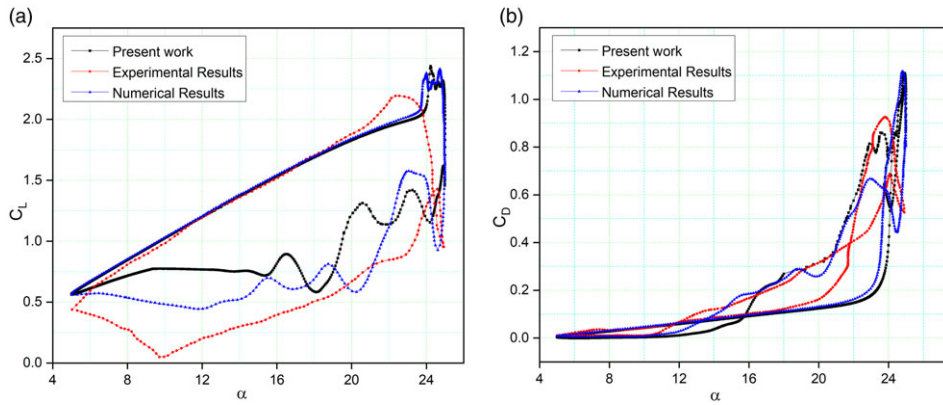 (a)
Present work
Experimental Results
Numerical Results
2.5
2.0
1.5
1.0
0.5
0.0
C_L
4 8 12 16 20 24
α
(b)
Present work
Experimental Results
Numerical Results
1.2
1.0
0.8
0.6
0.4
0.2
0.0
C_D
4 8 12 16 20 24
α